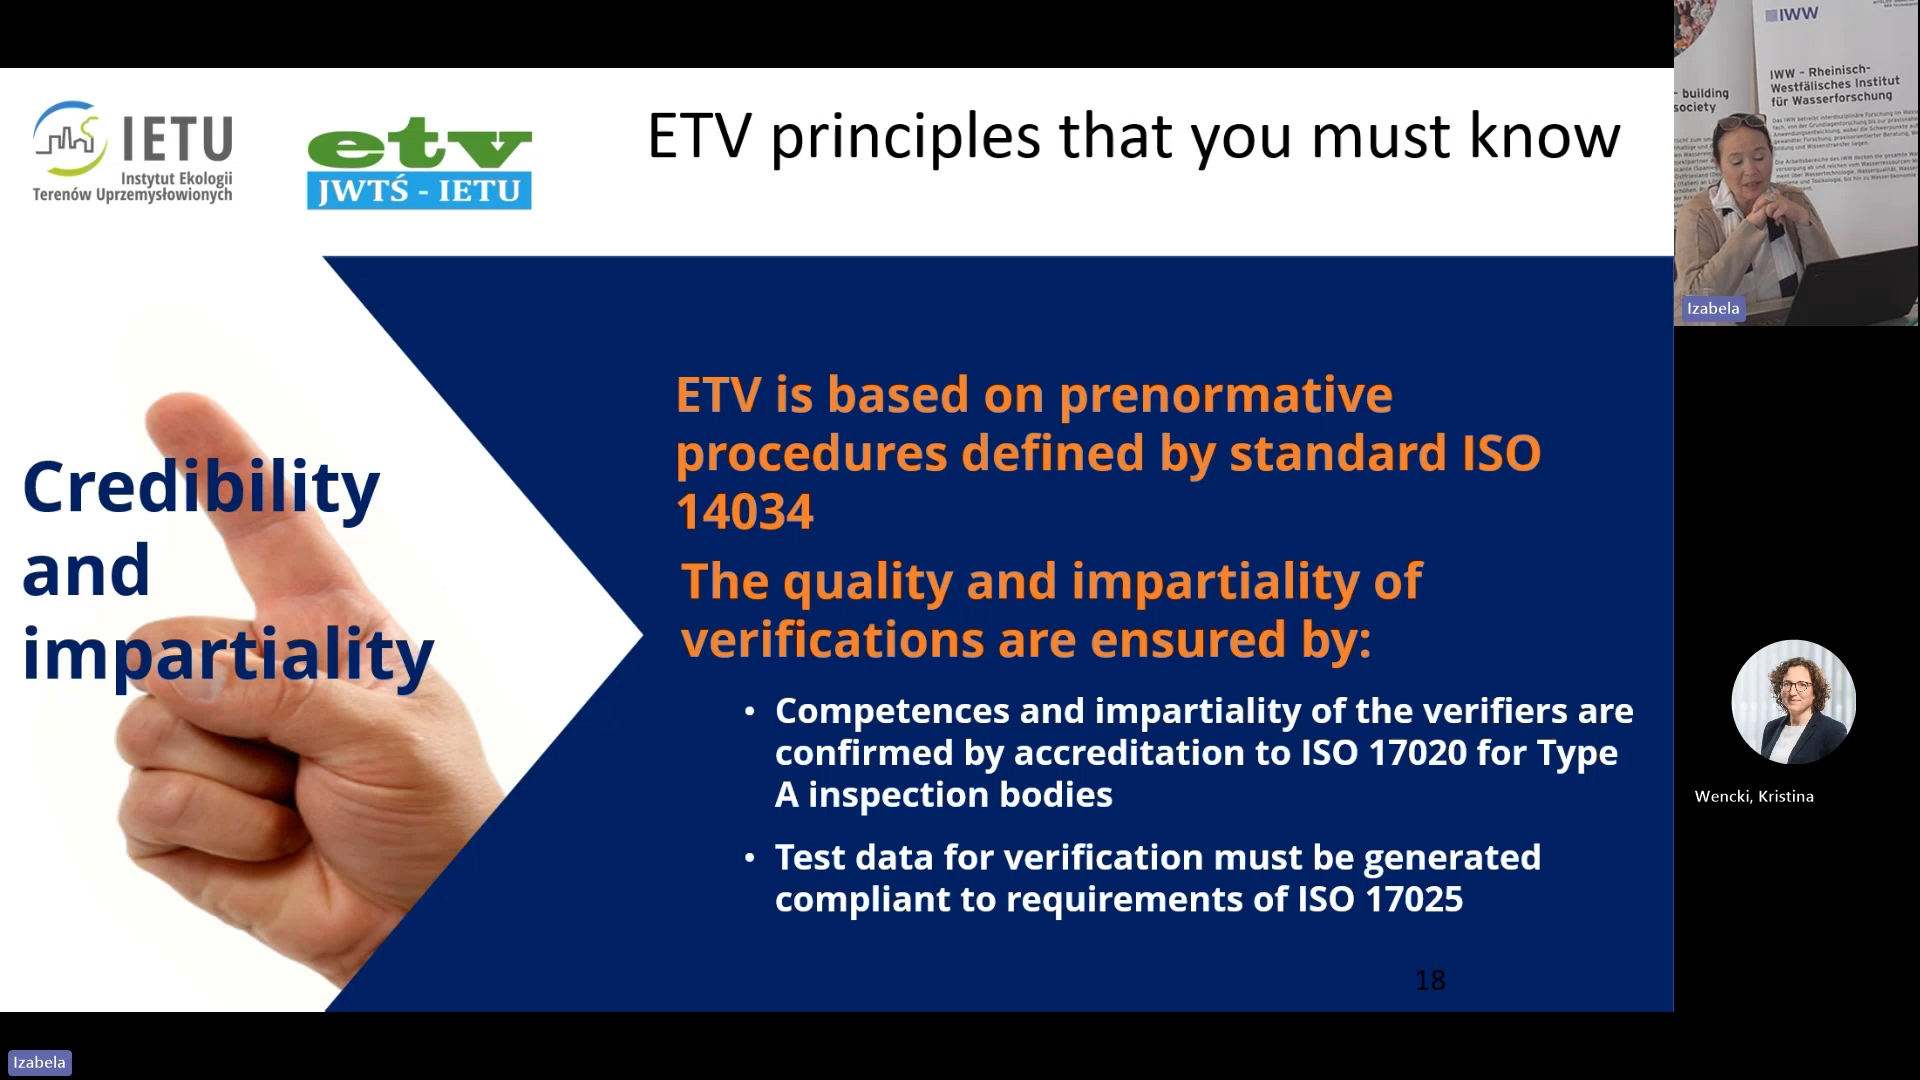 IETU
Instytut Ekologii
Terenów Uprzemysłowionych
etv
JWTŚ - IETU
ETV principles that you must know
Credibility
and
impartiality
ETV is based on prenormative
procedures defined by standard ISO
14034
The quality and impartiality of
verifications are ensured by:
• Competences and impartiality of the verifiers are
confirmed by accreditation to ISO 17020 for Type
A inspection bodies
• Test data for verification must be generated
compliant to requirements of ISO 17025
18
IWW
IWW - Rheinisch-
Westfälisches Institut
für Wasserforschung
- building
society
Izabela
Wencki, Kristina
Izabela